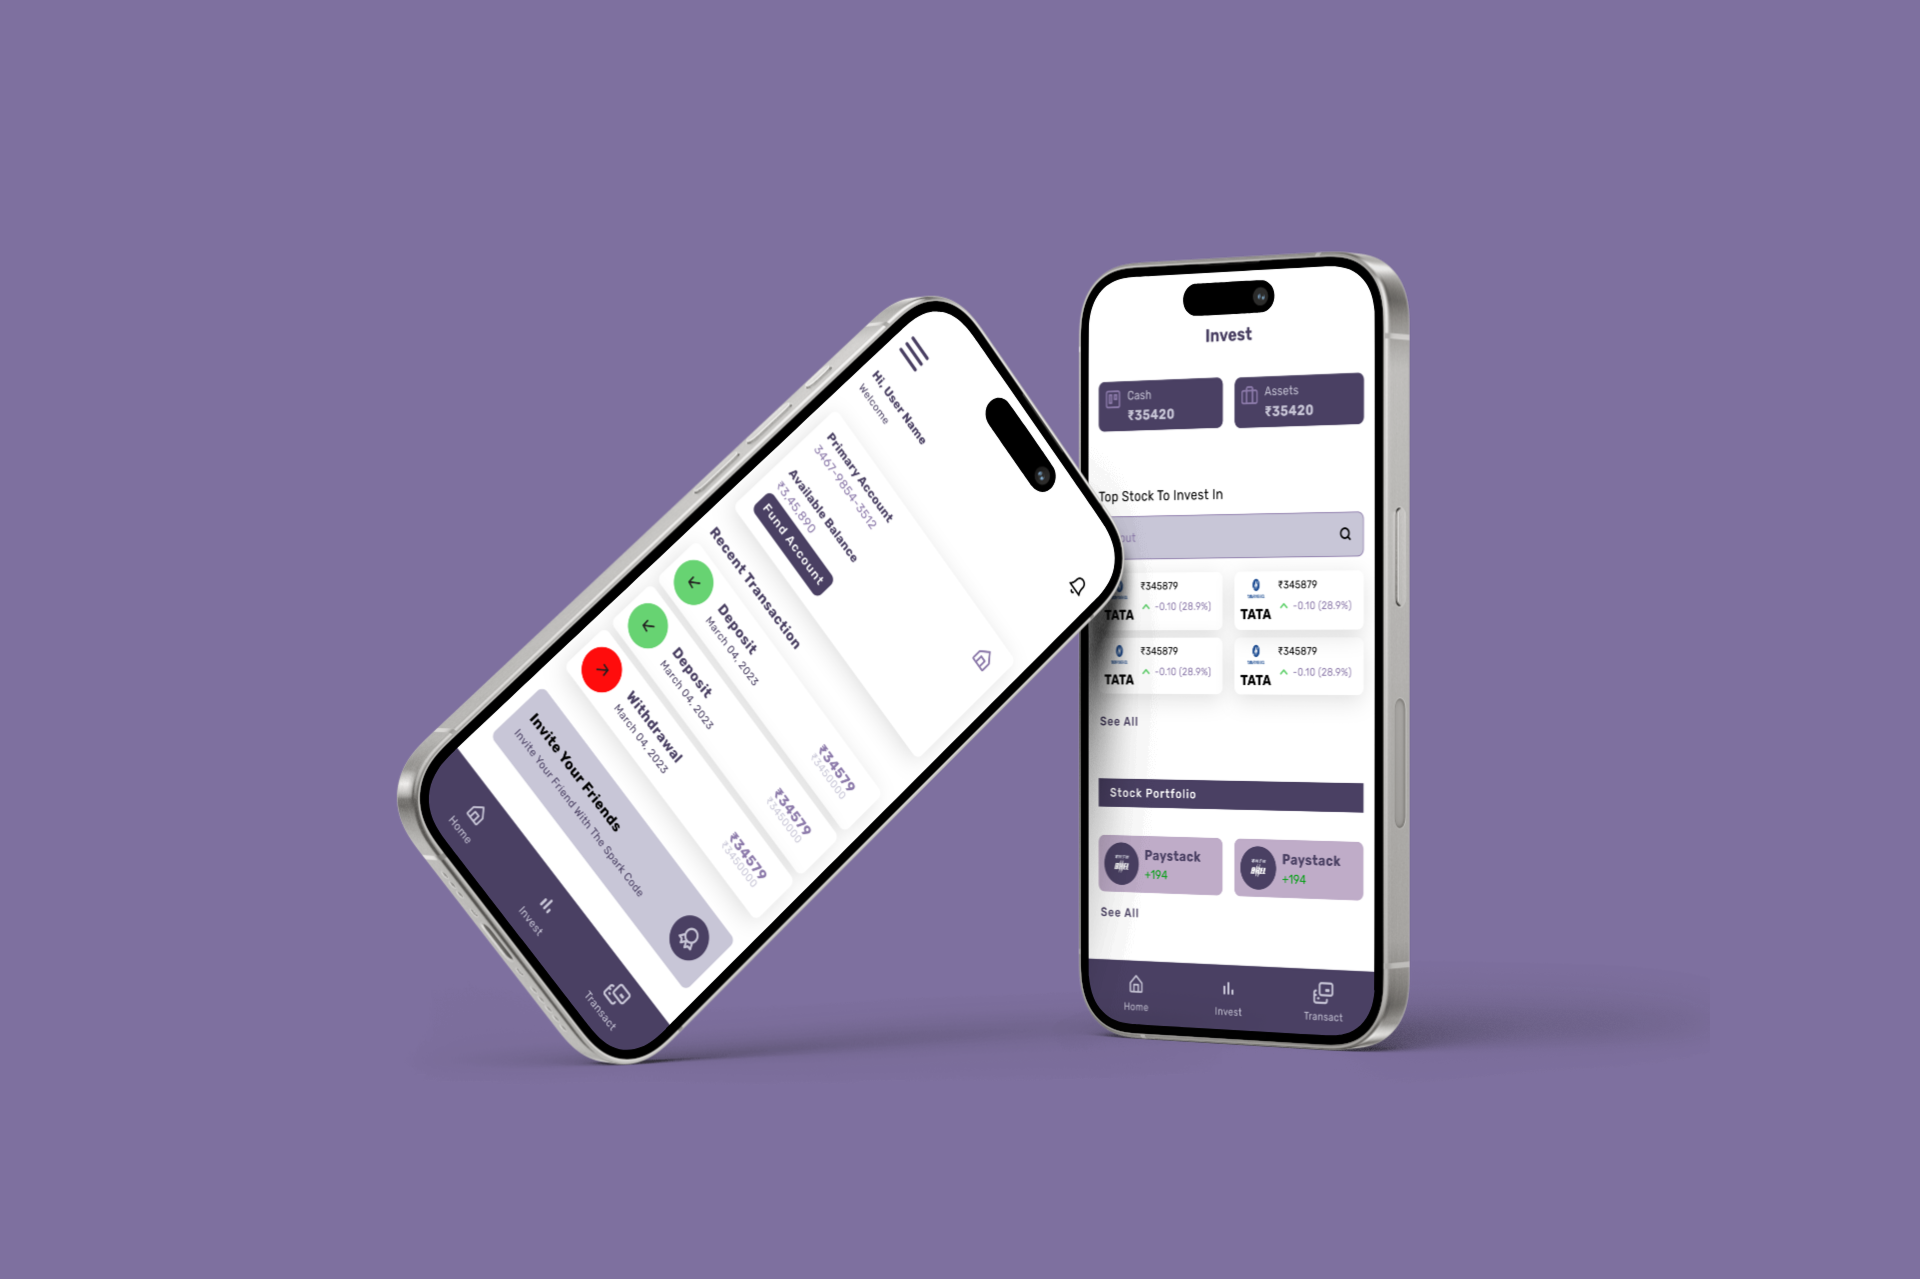 Hi, User Name
Welcome
Primary Account
3467-9854-3512
Available Balance
₹3,45,890
Fund Account
Recent Transaction
Deposit
March 04, 2023
₹34579
₹3450000
Deposit
March 04, 2023
₹34579
₹3450000
Withdrawal
March 04, 2023
₹34579
₹3450000
Invite Your Friends
Invite Your Friend With The Spark Code
Home
Invest
Transact
Invest
Cash
₹35420
Assets
₹35420
Top Stock To Invest In
₹345879
-0.10 (28.9%)
TATA
₹345879
-0.10 (28.9%)
TATA
₹345879
-0.10 (28.9%)
TATA
₹345879
-0.10 (28.9%)
TATA
See All
Stock Portfolio
Paystack
+194
Paystack
+194
See All
Home
Invest
Transact